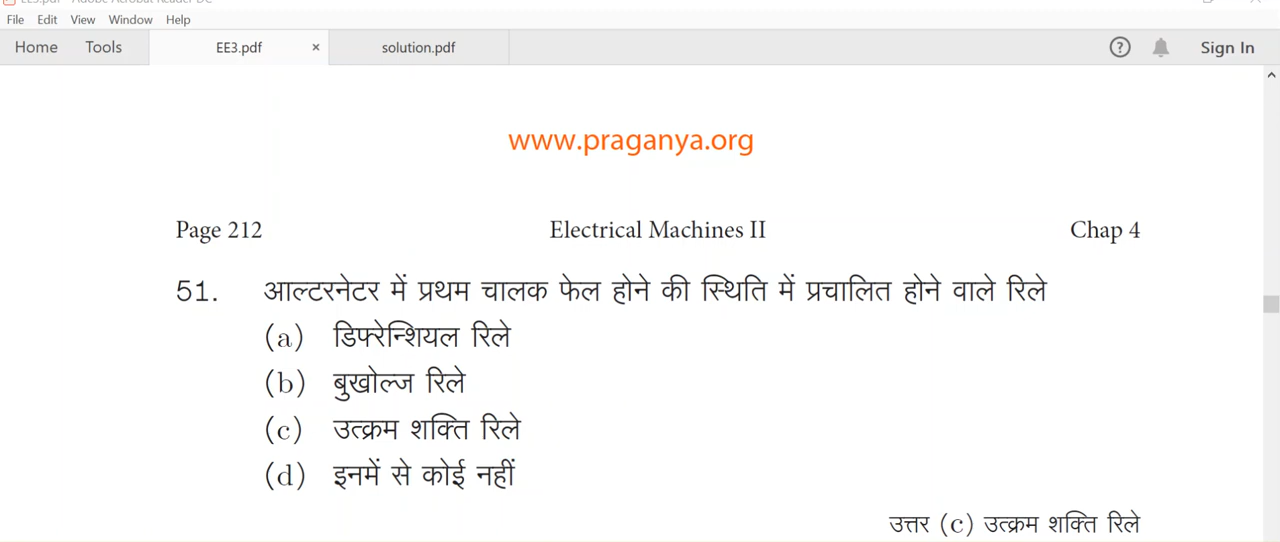 File Edit View Window Help
Home Tools EE3.pdf × solution.pdf ? Sign In
www.praganya.org
Page 212 Electrical Machines II Chap 4
51. आल्टरनेटर में प्रथम चालक फेल होने की स्थिति में प्रचालित होने वाले रिले
(a) डिफ्रेन्शियल रिले
(b) बुखोल्ज रिले
(c) उत्क्रम शक्ति रिले
(d) इनमें से कोई नहीं
उत्तर (c) उत्क्रम शक्ति रिले